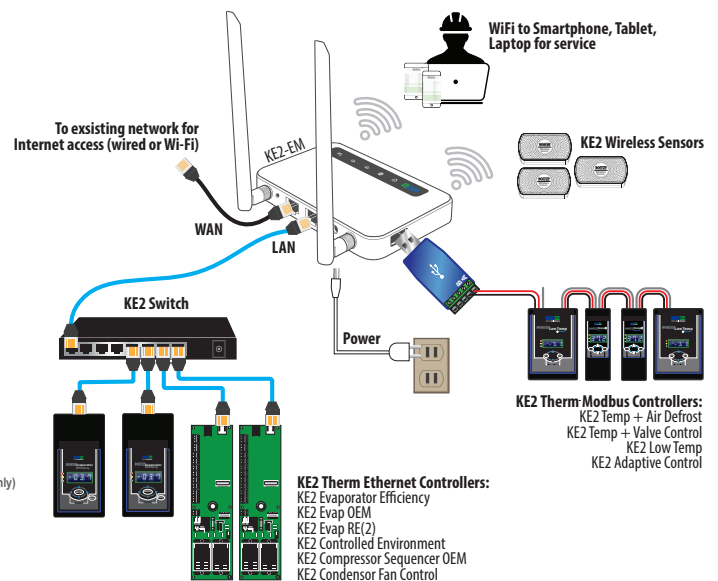 WiFi to Smartphone, Tablet,
Laptop for service
To exsisting network for
Internet access (wired or Wi-Fi)
KE2-EM
KE2 Wireless Sensors
WAN
LAN
KE2 Switch
Power
KE2 Therm Modbus Controllers:
KE2 Temp + Air Defrost
KE2 Temp + Valve Control
KE2 Low Temp
KE2 Adaptive Control
nly)
KE2 Therm Ethernet Controllers:
KE2 Evaporator Efficiency
KE2 Evap OEM
KE2 Evap RE(2)
KE2 Controlled Environment
KE2 Compressor Sequencer OEM
KE2 Condensor Fan Control